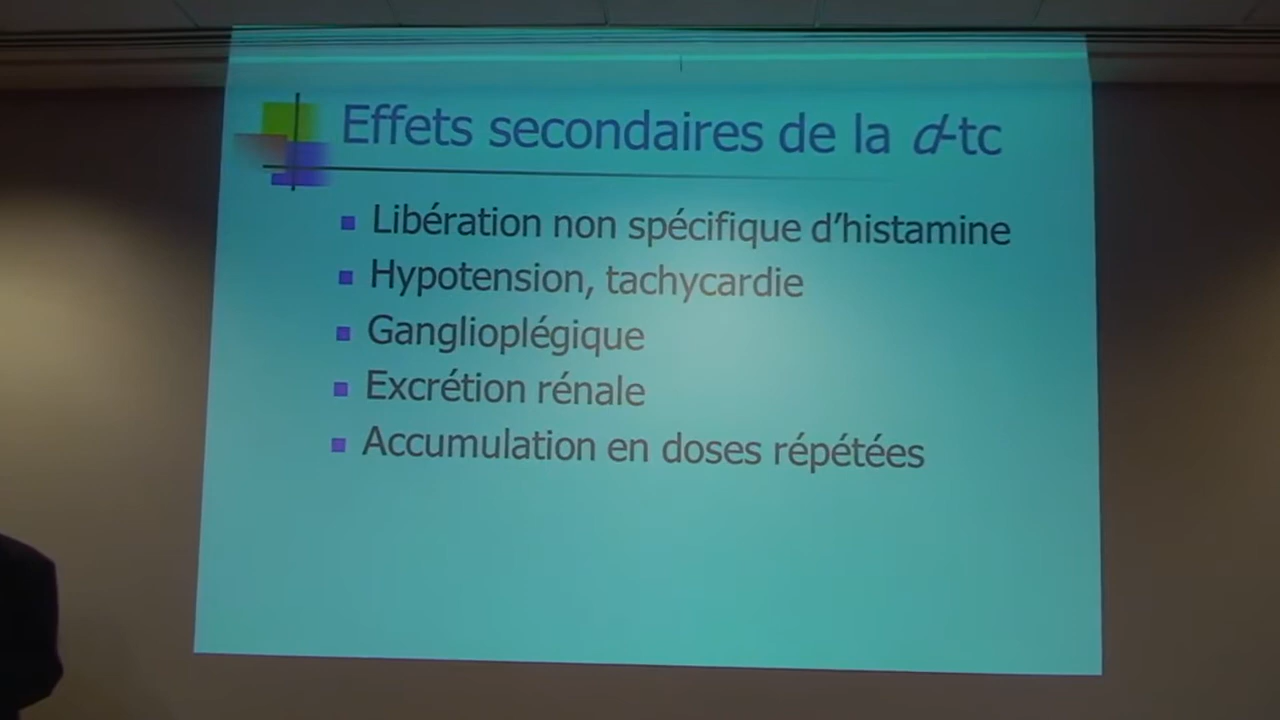 Effets secondaires de la d-tc
Libération non spécifique d'histamine
Hypotension, tachycardie
Ganglioplégique
Excrétion rénale
Accumulation en doses répétées